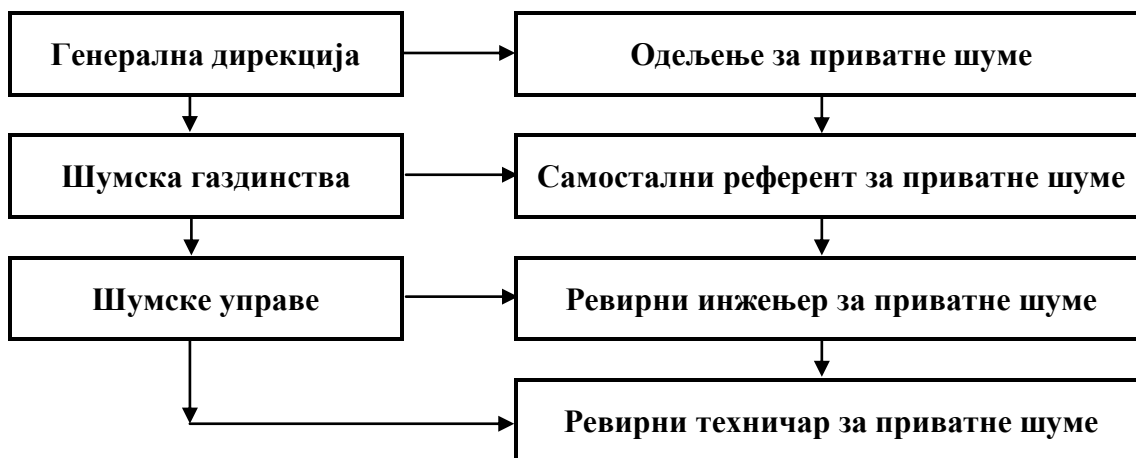 Генерална дирекција
Одељење за приватне шуме
Шумска газдинства
Самостални референт за приватне шуме
Шумске управе
Ревирни инжењер за приватне шуме
Ревирни техничар за приватне шуме